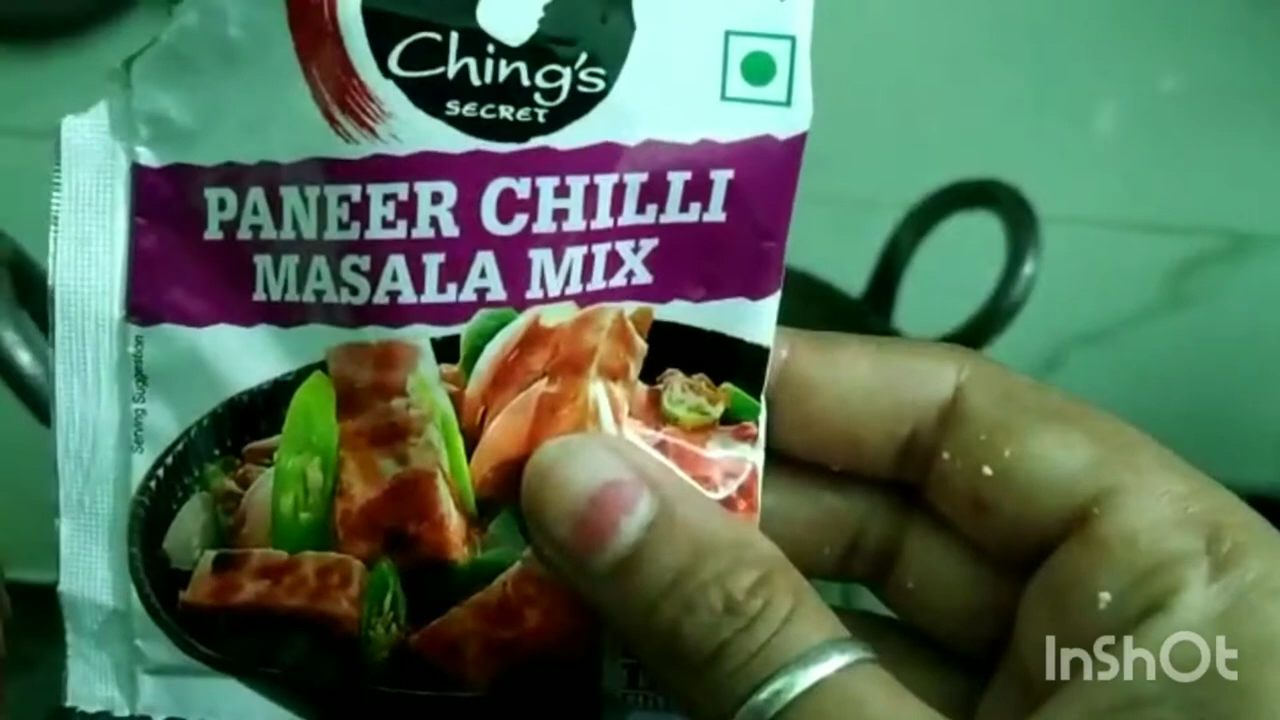 Ching's
SECRET
PANEER CHILLI
MASALA MIX
Serving Suggestion
InShOt